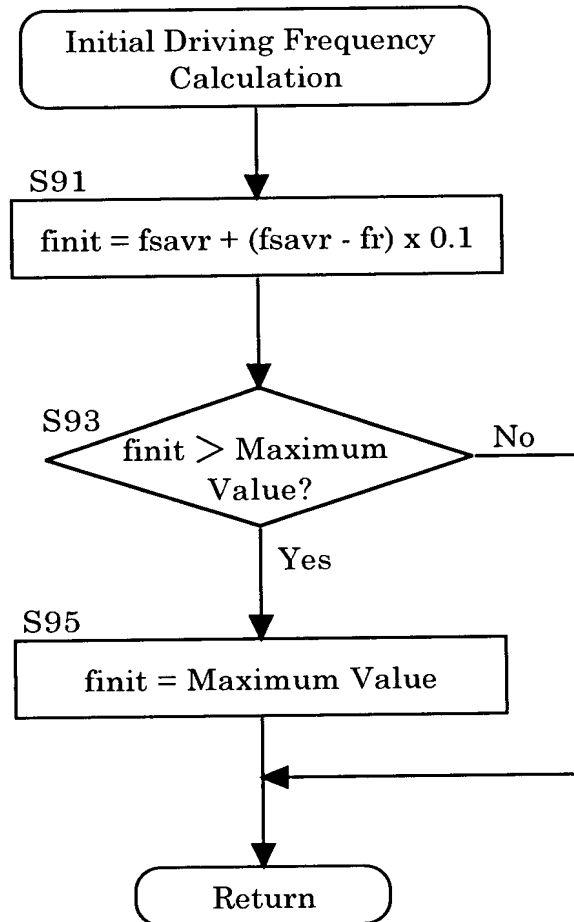 Initial Driving Frequency
Calculation
S91
finit = fsavr + (fsavr - fr) x 0.1
S93
finit > Maximum
Value?
No
Yes
S95
finit = Maximum Value
Return